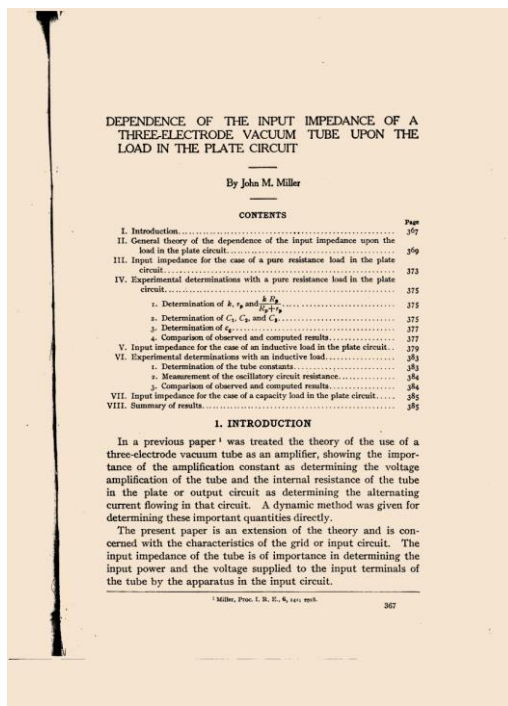 DEPENDENCE OF THE INPUT IMPEDANCE OF A
THREE-ELECTRODE VACUUM TUBE UPON THE
LOAD IN THE PLATE CIRCUIT
By John M. Miller
CONTENTS
Page
I. Introduction 367
II. General theory of the dependence of the input impedance upon the
load in the plate circuit 369
III. Input impedance for the case of a pure resistance load in the plate
circuit 373
IV. Experimental determinations with a pure resistance load in the plate
circuit 375
1. Determination of k, r_p and k R_p / R_p+r_p 375
2. Determination of C₁, C₂, and C₃ 375
3. Determination of e_g 377
4. Comparison of observed and computed results 377
V. Input impedance for the case of an inductive load in the plate circuit 379
VI. Experimental determinations with an inductive load 383
1. Determination of the tube constants 383
2. Measurement of the oscillatory circuit resistance 384
3. Comparison of observed and computed results 384
VII. Input impedance for the case of a capacity load in the plate circuit 385
VIII. Summary of results 385
1. INTRODUCTION
In a previous paper ¹ was treated the theory of the use of a
three-electrode vacuum tube as an amplifier, showing the impor-
tance of the amplification constant as determining the voltage
amplification of the tube and the internal resistance of the tube
in the plate or output circuit as determining the alternating
current flowing in that circuit. A dynamic method was given for
determining these important quantities directly.
The present paper is an extension of the theory and is con-
cerned with the characteristics of the grid or input circuit. The
input impedance of the tube is of importance in determining the
input power and the voltage supplied to the input terminals of
the tube by the apparatus in the input circuit.
¹ Miller, Proc. I. R. E., 6, 141; 1918.
367